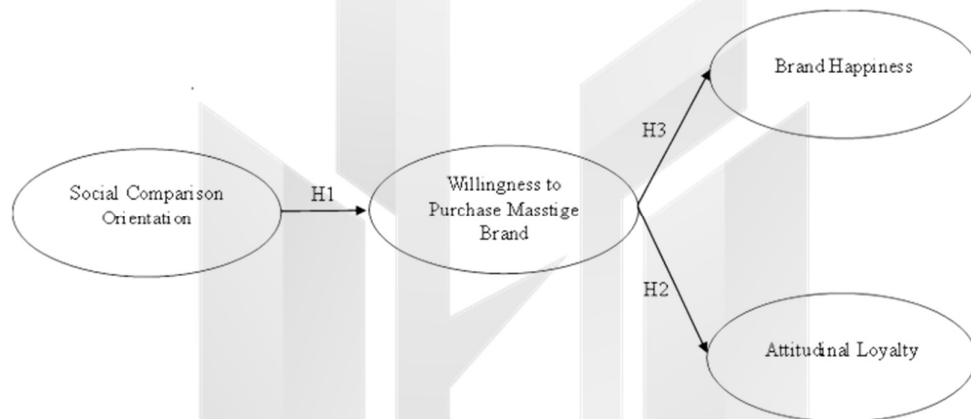 Brand Happiness
H3
Social Comparison
Orientation
H1
Willingness to
Purchase Masstige
Brand
H2
Attitudinal Loyalty